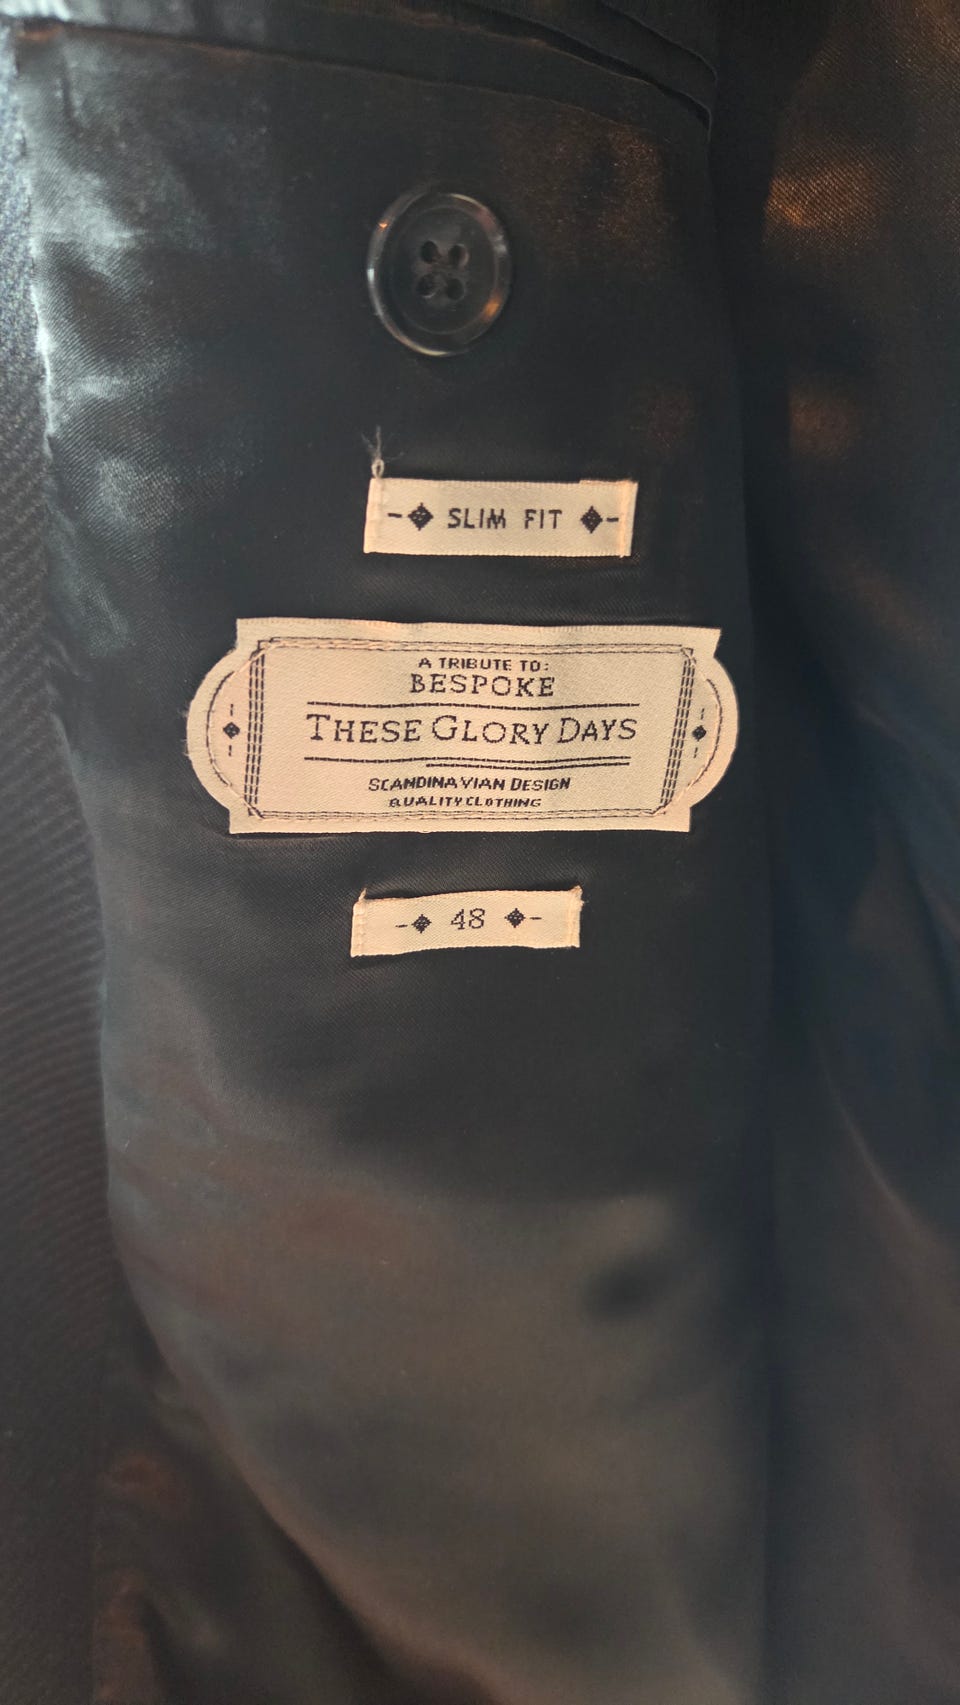 SLIM FIT
A TRIBUTE TO:
BESPOKE
THESE GLORY DAYS
SCANDINAVIAN DESIGN
QUALITY CLOTHING
48